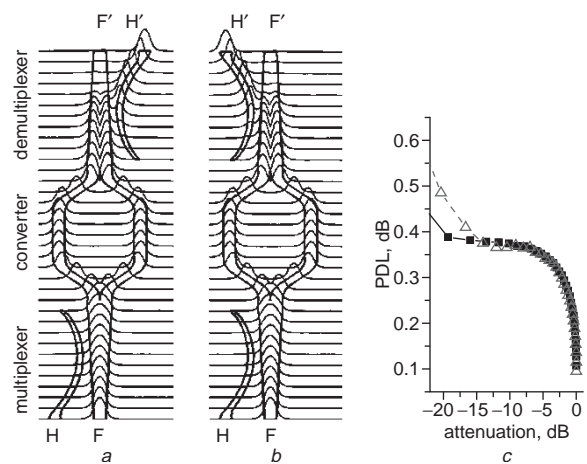 F′ H′
H′ F′
demultiplexer
converter
multiplexer
H F
a
H F
b
PDL, dB
0.6
0.5
0.4
0.3
0.2
0.1
−20 −15 −10 −5 0
attenuation, dB
c